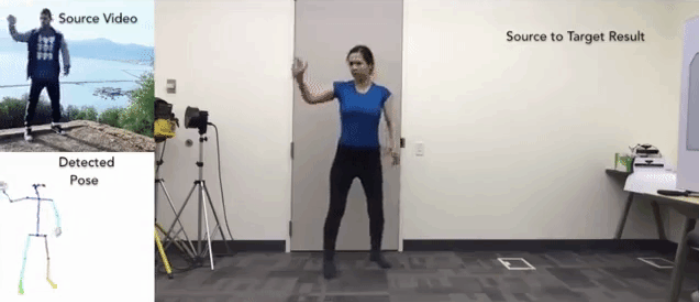 Source Video
Source to Target Result
Detected
Pose